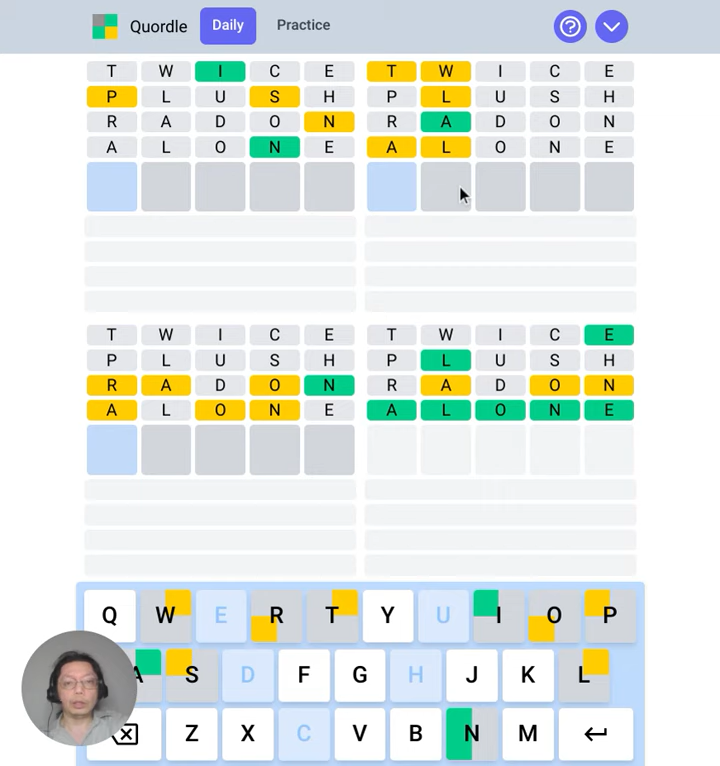 Quordle Daily Practice
T W I C E T W I C E
P L U S H P L U S H
R A D O N R A D O N
A L O N E A L O N E
T W I C E T W I C E
P L U S H P L U S H
R A D O N R A D O N
A L O N E A L O N E
Q W E R T Y U I O P
A S D F G H J K L
Z X C V B N M